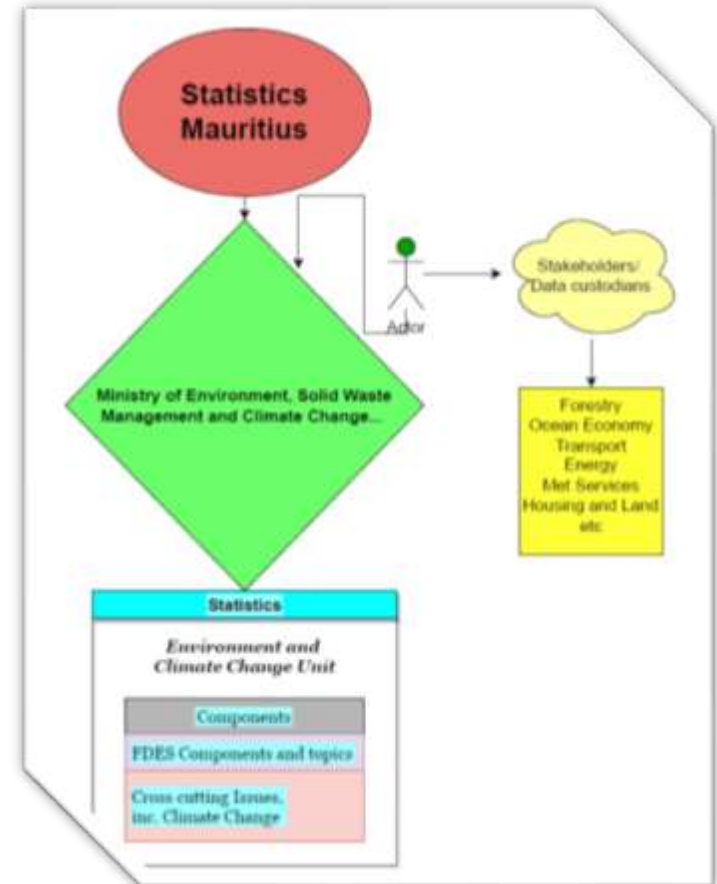 Statistics
Mauritius
Actor
Stakeholders/
Data custodians
Ministry of Environment, Solid Waste
Management and Climate Change...
Forestry
Ocean Economy
Transport
Energy
Met Services
Housing and Land
etc
Statistics
Environment and
Climate Change Unit
Components
FDES Components and topics
Cross cutting Issues,
inc. Climate Change